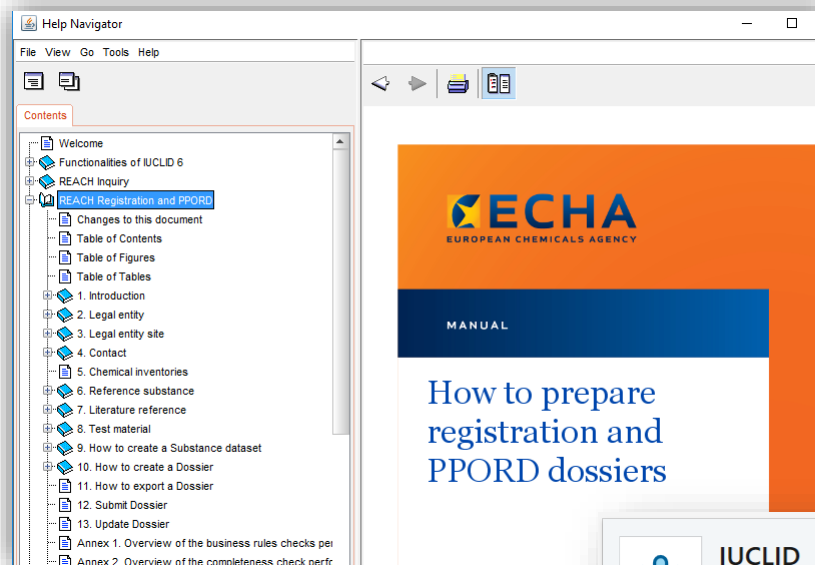 Help Navigator
File View Go Tools Help
Contents
Welcome
Functionalities of IUCLID 6
REACH Inquiry
REACH Registration and PPORD
Changes to this document
Table of Contents
Table of Figures
Table of Tables
1. Introduction
2. Legal entity
3. Legal entity site
4. Contact
5. Chemical inventories
6. Reference substance
7. Literature reference
8. Test material
9. How to create a Substance dataset
10. How to create a Dossier
11. How to export a Dossier
12. Submit Dossier
13. Update Dossier
Annex 1. Overview of the business rules checks per
Annex 2. Overview of the completeness check perfr
ECHA
EUROPEAN CHEMICALS AGENCY
MANUAL
How to prepare
registration and
PPORD dossiers
IUCLID